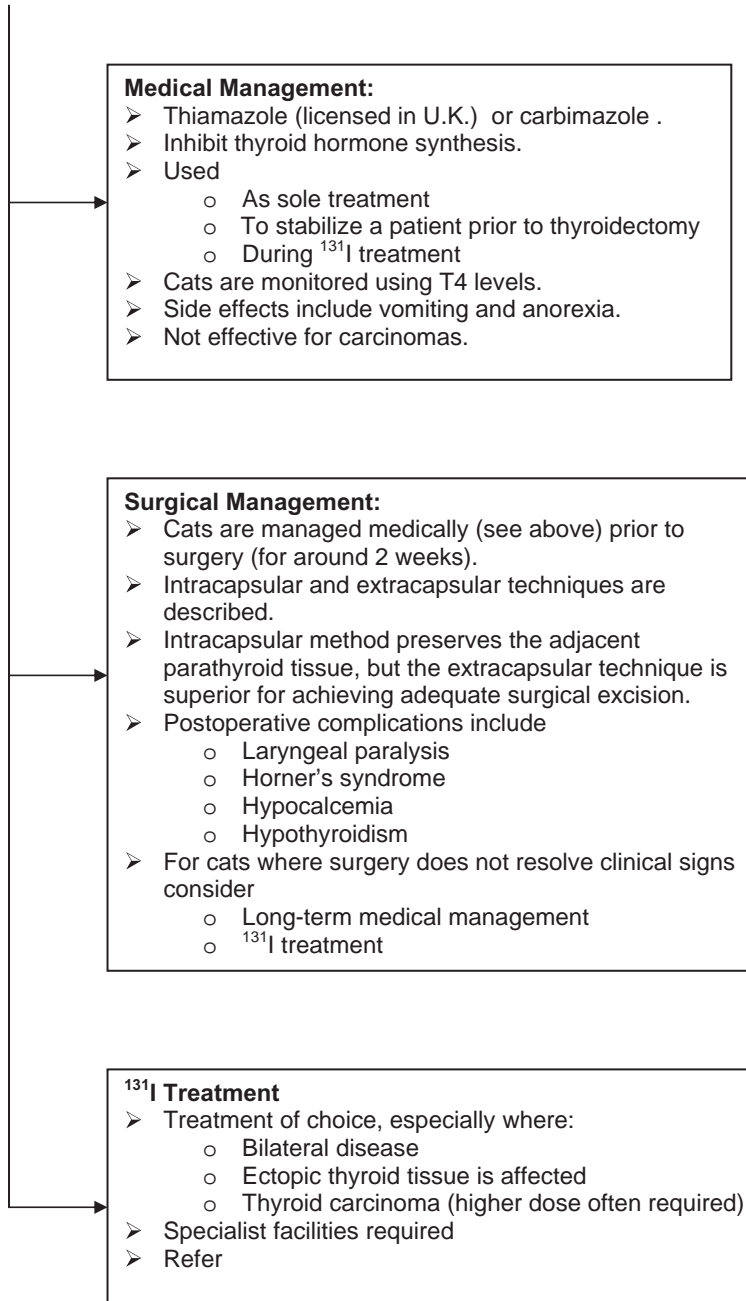 Medical Management:
➢ Thiamazole (licensed in U.K.) or carbimazole .
➢ Inhibit thyroid hormone synthesis.
➢ Used
o As sole treatment
o To stabilize a patient prior to thyroidectomy
o During ¹³¹I treatment
➢ Cats are monitored using T4 levels.
➢ Side effects include vomiting and anorexia.
➢ Not effective for carcinomas.
Surgical Management:
➢ Cats are managed medically (see above) prior to
surgery (for around 2 weeks).
➢ Intracapsular and extracapsular techniques are
described.
➢ Intracapsular method preserves the adjacent
parathyroid tissue, but the extracapsular technique is
superior for achieving adequate surgical excision.
➢ Postoperative complications include
o Laryngeal paralysis
o Horner's syndrome
o Hypocalcemia
o Hypothyroidism
➢ For cats where surgery does not resolve clinical signs
consider
o Long-term medical management
o ¹³¹I treatment
¹³¹I Treatment
➢ Treatment of choice, especially where:
o Bilateral disease
o Ectopic thyroid tissue is affected
o Thyroid carcinoma (higher dose often required)
➢ Specialist facilities required
➢ Refer